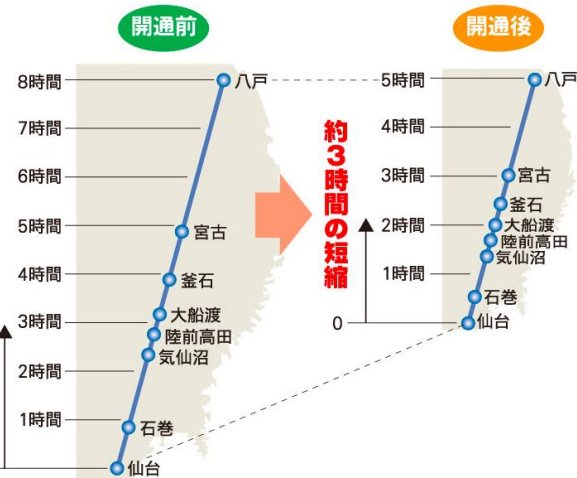 開通前
8時間
八戸
7時間
6時間
5時間
宮古
4時間
釜石
大船渡
3時間
陸前高田
気仙沼
2時間
1時間
石巻
仙台
約3時間の短縮
開通後
5時間
八戸
4時間
3時間
宮古
釜石
2時間
大船渡
陸前高田
気仙沼
1時間
石巻
0
仙台